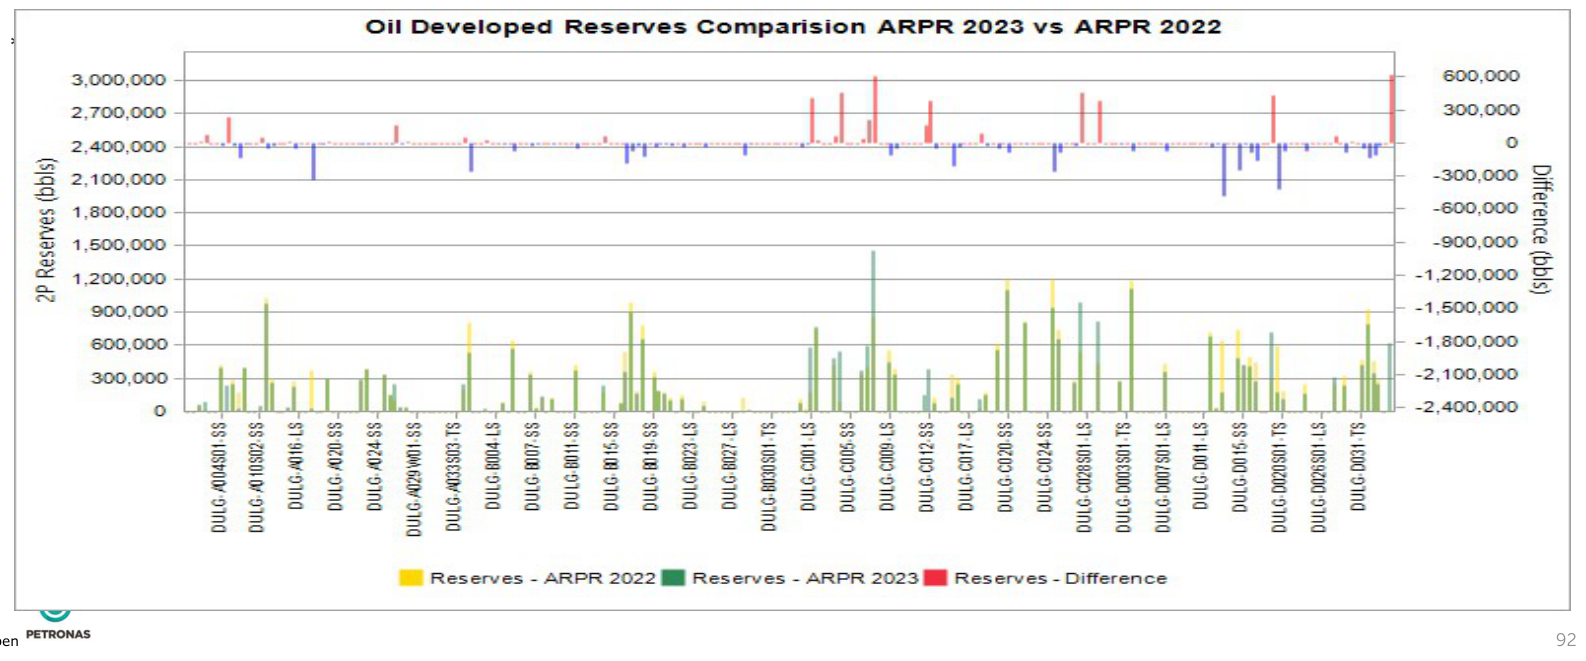 Oil Developed Reserves Comparision ARPR 2023 vs ARPR 2022
2P Reserves (bbls)
3,000,000
2,700,000
2,400,000
2,100,000
1,800,000
1,500,000
1,200,000
900,000
600,000
300,000
0
600,000
300,000
0
-300,000
-600,000
-900,000
-1,200,000
-1,500,000
-1,800,000
-2,100,000
-2,400,000
Difference (bbls)
DULG-A004S01-SS
DULG-A010S02-SS
DULG-A016-LS
DULG-A020-SS
DULG-A024-SS
DULG-A029W01-SS
DULG-A033S03-TS
DULG-B004-LS
DULG-B007-SS
DULG-B011-SS
DULG-B015-SS
DULG-B019-SS
DULG-B023-LS
DULG-B027-LS
DULG-B030S01-TS
DULG-C001-LS
DULG-C005-SS
DULG-C009-LS
DULG-C012-SS
DULG-C017-LS
DULG-C020-SS
DULG-C024-SS
DULG-C028S01-LS
DULG-D003S01-TS
DULG-D007S01-LS
DULG-D011-LS
DULG-D015-SS
DULG-D020S01-TS
DULG-D026S01-LS
DULG-D031-TS
Reserves - ARPR 2022 Reserves - ARPR 2023 Reserves - Difference
PETRONAS
pen
92